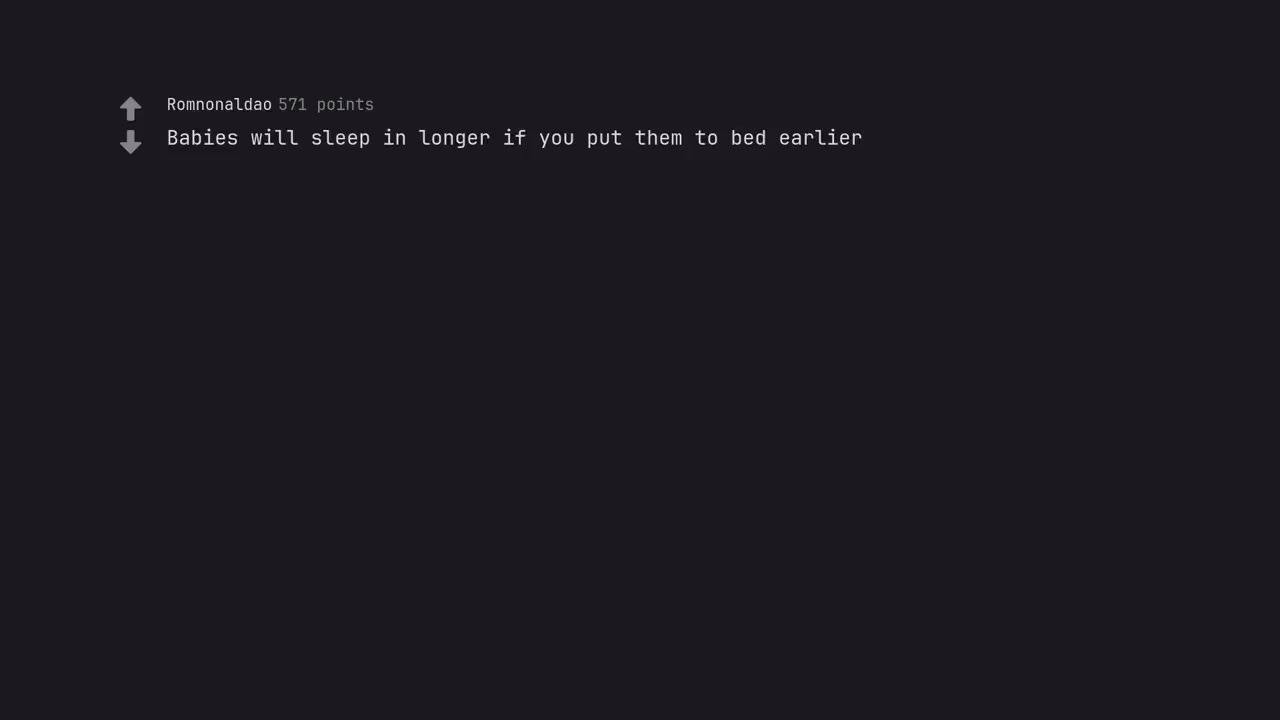 Romnonaldao 571 points
Babies will sleep in longer if you put them to bed earlier